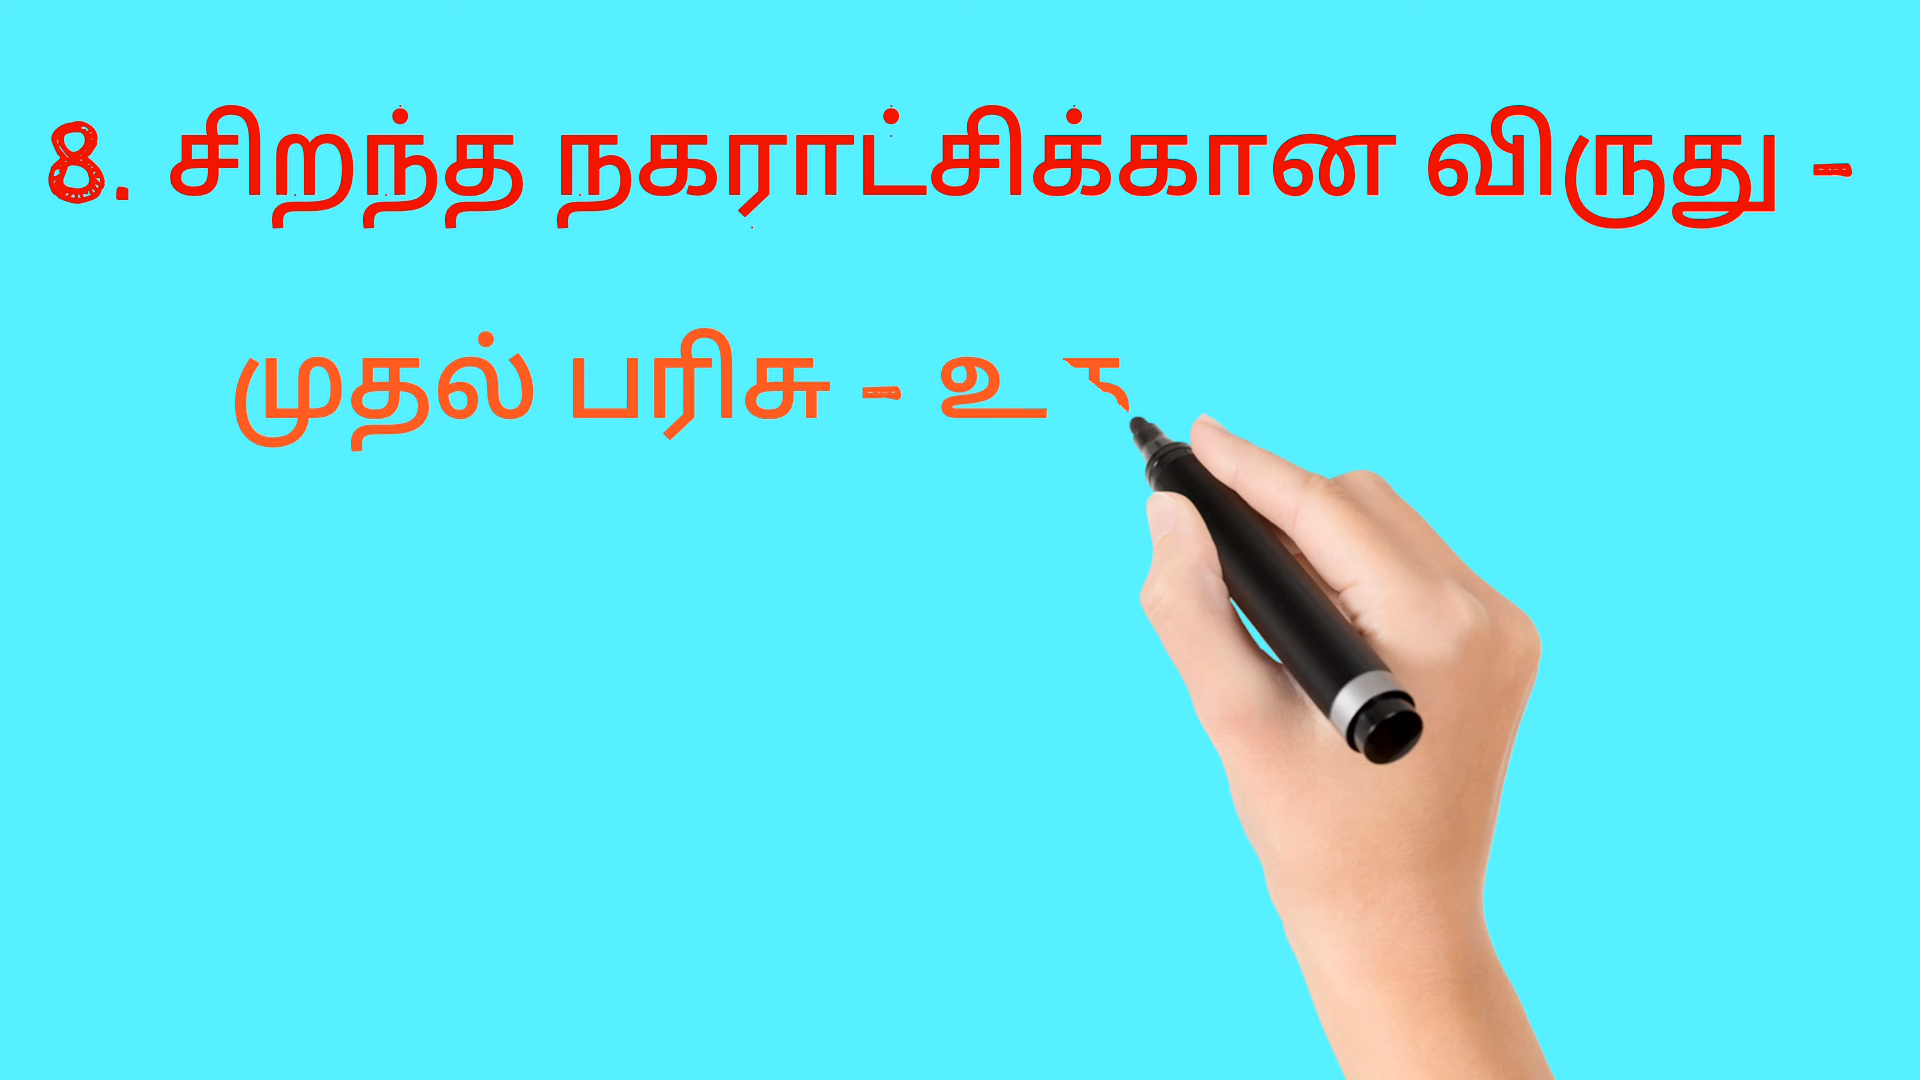 8. சிறந்த நகராட்சிக்கான விருது -
முதல் பரிசு - உ